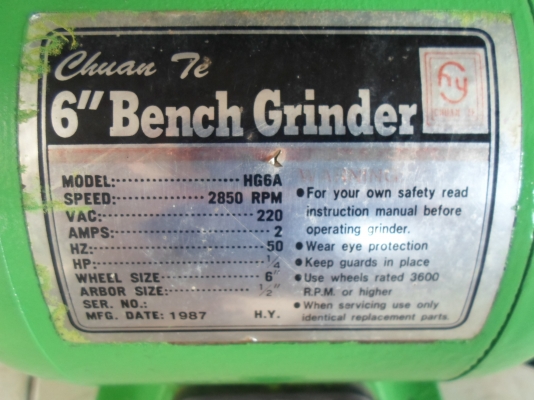 Chuan Te
6" Bench Grinder
WARNING
MODEL: HG6A
SPEED: 2850 RPM
VAC: 220
AMPS: 2
HZ: 50
HP: 1/4
WHEEL SIZE: 6"
ARBOR SIZE: 1/2"
SER. NO.:
MFG. DATE: 1987 H.Y.
• For your own safety read
instruction manual before
operating grinder.
• Wear eye protection
• Keep guards in place
• Use wheels rated 3600
R.P.M. or higher
• When servicing use only
identical replacement parts.